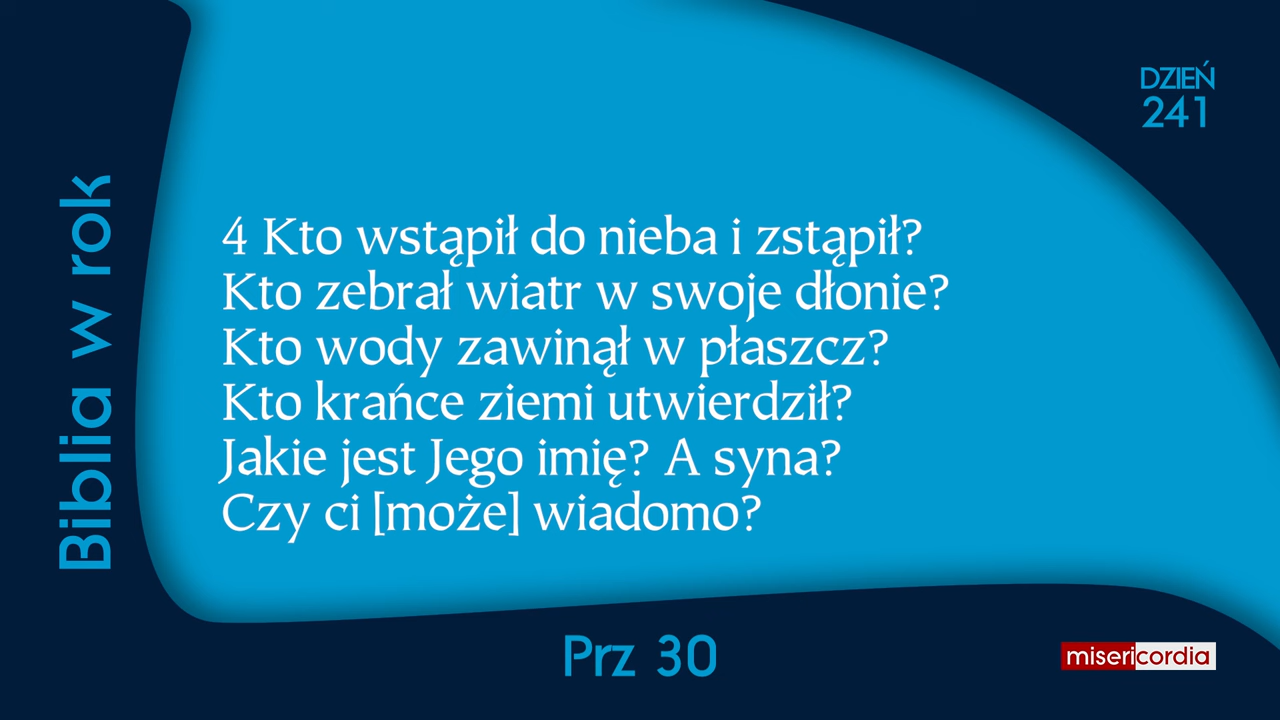 DZIEŃ
241
Biblia w rok
4 Kto wstąpił do nieba i zstąpił?
Kto zebrał wiatr w swoje dłonie?
Kto wody zawinął w płaszcz?
Kto krańce ziemi utwierdził?
Jakie jest Jego imię? A syna?
Czy ci [może] wiadomo?
Prz 30
misericordia